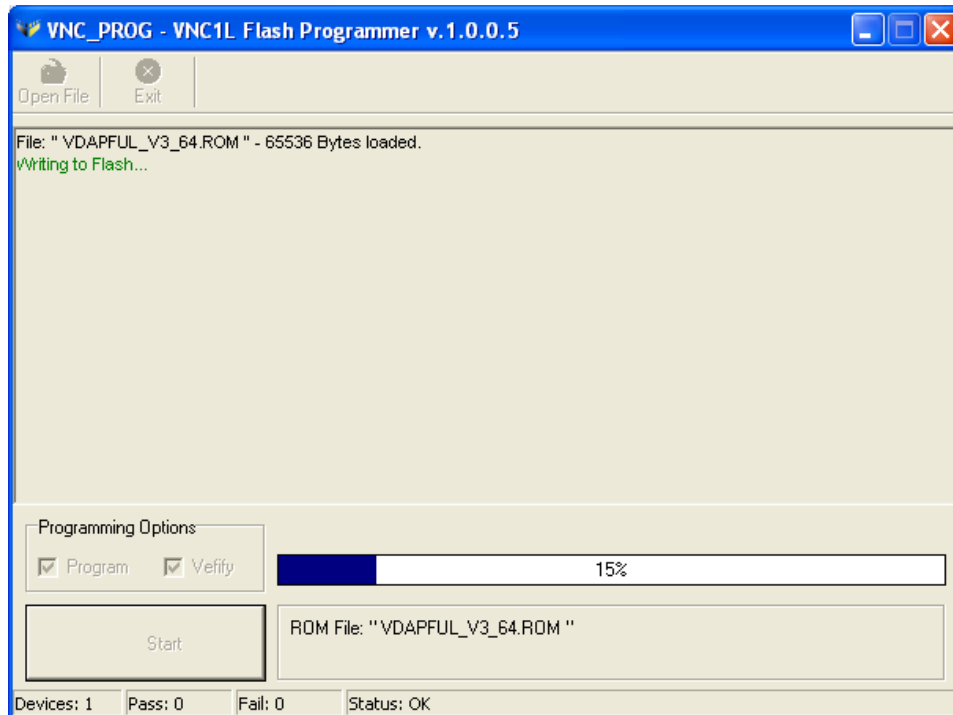 VNC_PROG - VNC1L Flash Programmer v.1.0.0.5
Open File Exit
File: " VDAPFUL_V3_64.ROM " - 65536 Bytes loaded.
Writing to Flash...
Programming Options
Program Vefify
15%
Start
ROM File: " VDAPFUL_V3_64.ROM "
Devices: 1 Pass: 0 Fail: 0 Status: OK